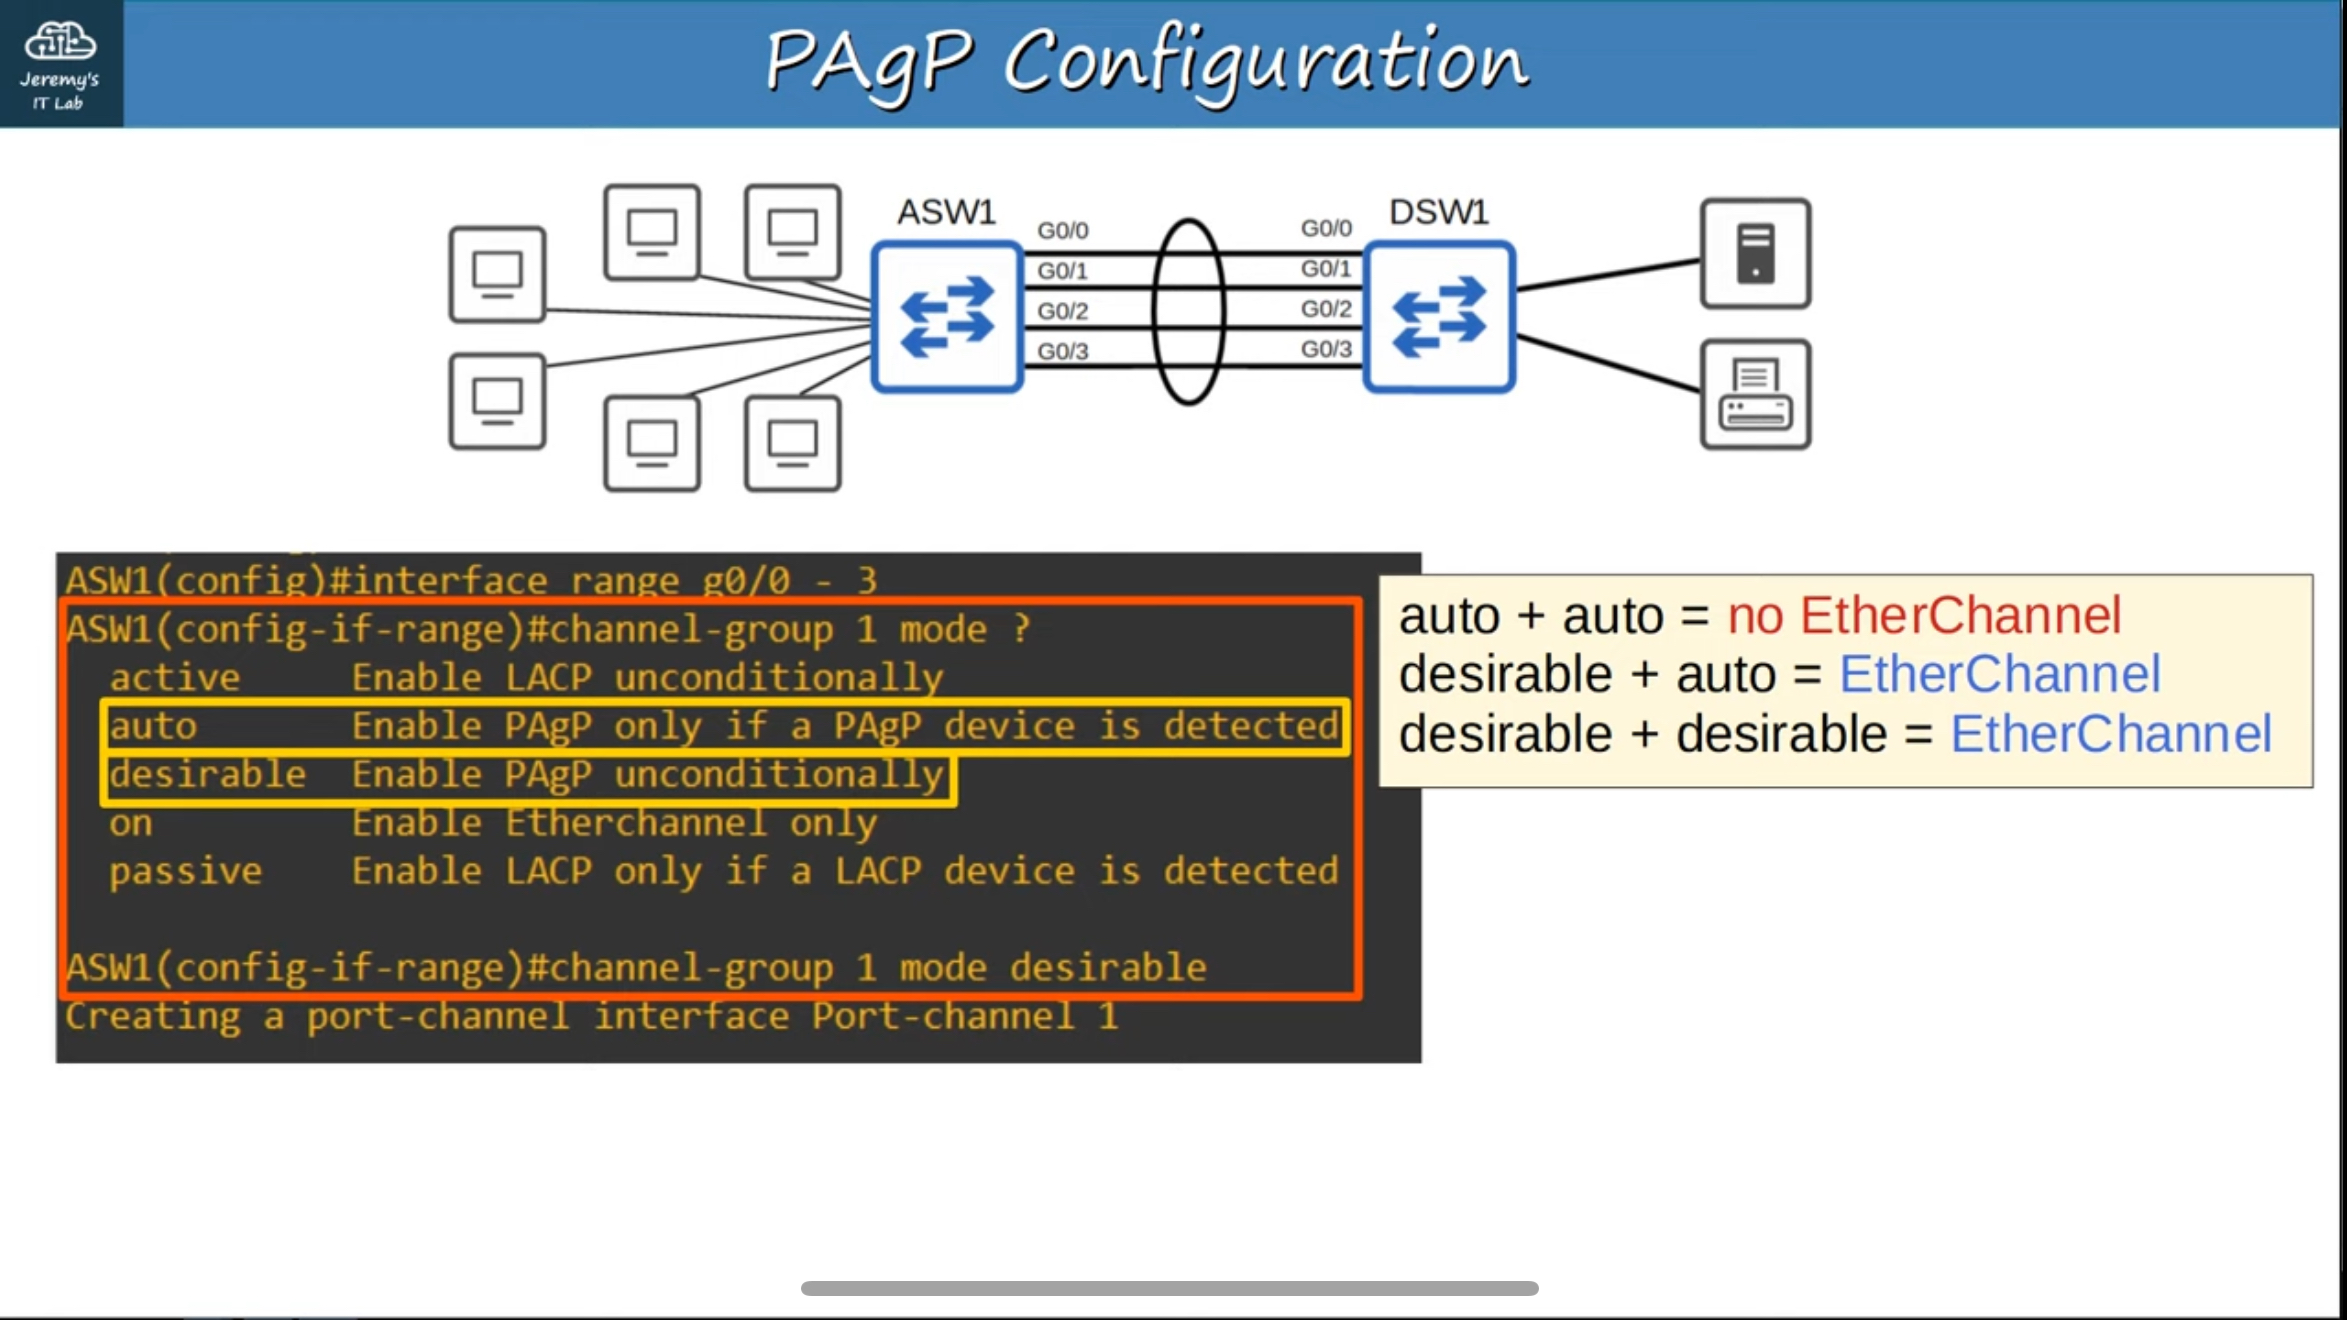 Jeremy's
IT Lab
PAgP Configuration
ASW1
DSW1
G0/0
G0/0
G0/1
G0/1
G0/2
G0/2
G0/3
G0/3
ASW1(config)#interface range g0/0 - 3
ASW1(config-if-range)#channel-group 1 mode ?
active Enable LACP unconditionally
auto Enable PAgP only if a PAgP device is detected
desirable Enable PAgP unconditionally
on Enable Etherchannel only
passive Enable LACP only if a LACP device is detected
ASW1(config-if-range)#channel-group 1 mode desirable
Creating a port-channel interface Port-channel 1
auto + auto = no EtherChannel
desirable + auto = EtherChannel
desirable + desirable = EtherChannel